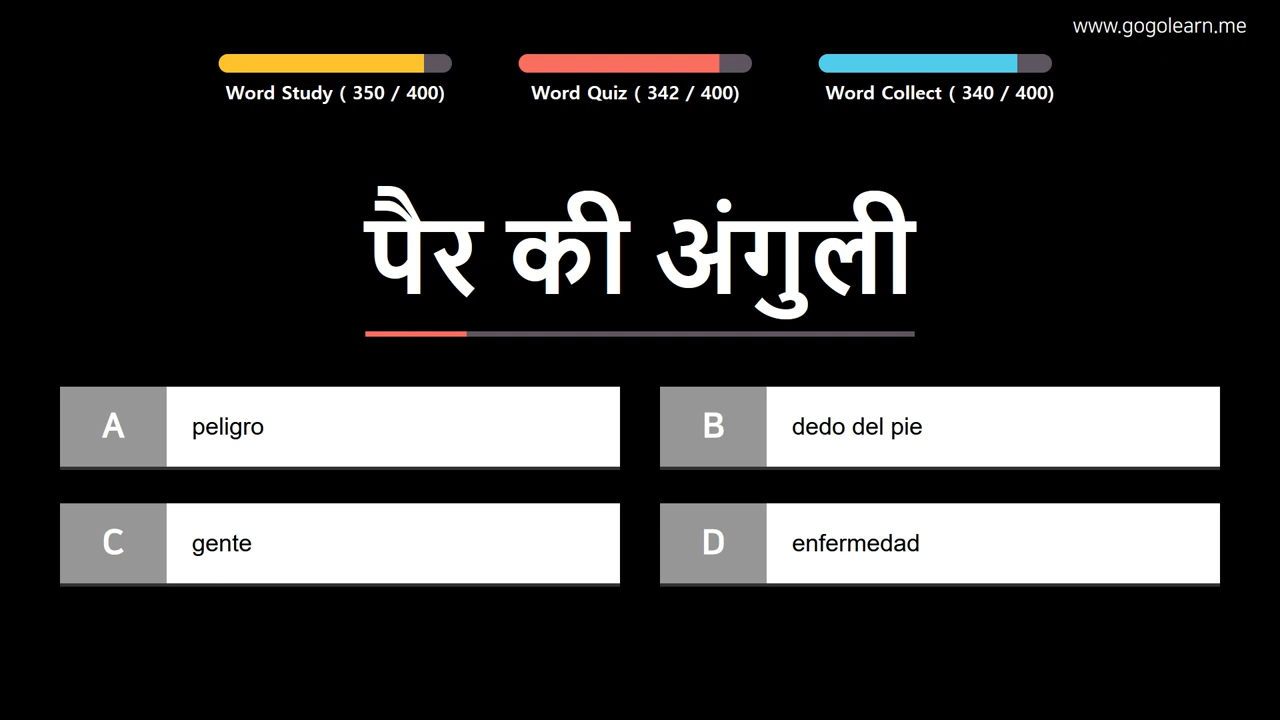 www.gogolearn.me
Word Study ( 350 / 400)
Word Quiz ( 342 / 400)
Word Collect ( 340 / 400)
पैर की अंगुली
A
peligro
B
dedo del pie
C
gente
D
enfermedad